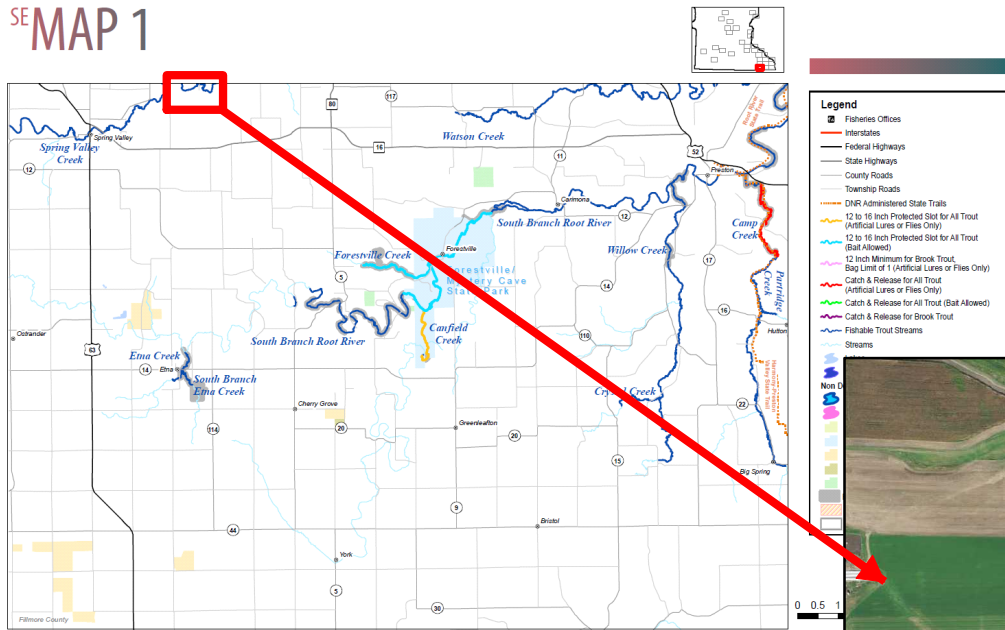 SE MAP 1
117
80
Root River
State Trail
Watson Creek
16
52
Spring Valley
Spring Valley
Creek
11
Preston
12
Carimona
South Branch Root River
12
Camp
Creek
Willow Creek
Forestville
Forestville Creek
Forestville/
Mystery Cave
State Park
5
17
14
Partridge
Creek
16
Hutton
South Branch Root River
Canfield
Creek
110
Ostrander
63
Etna Creek
14
Etna
South Branch
Etna Creek
Harmony-Preston
Valley State Trail
Crystal Creek
22
Cherry Grove
20
Greenleafton
20
114
15
Big Spring
9
44
Bristol
York
5
30
Fillmore County
Legend
Fisheries Offices
Interstates
Federal Highways
State Highways
County Roads
Township Roads
DNR Administered State Trails
12 to 16 Inch Protected Slot for All Trout
(Artificial Lures or Flies Only)
12 to 16 Inch Protected Slot for All Trout
(Bait Allowed)
12 Inch Minimum for Brook Trout,
Bag Limit of 1 (Artificial Lures or Flies Only)
Catch & Release for All Trout
(Artificial Lures or Flies Only)
Catch & Release for All Trout (Bait Allowed)
Catch & Release for Brook Trout
Fishable Trout Streams
Streams
Non D
0 0.5 1